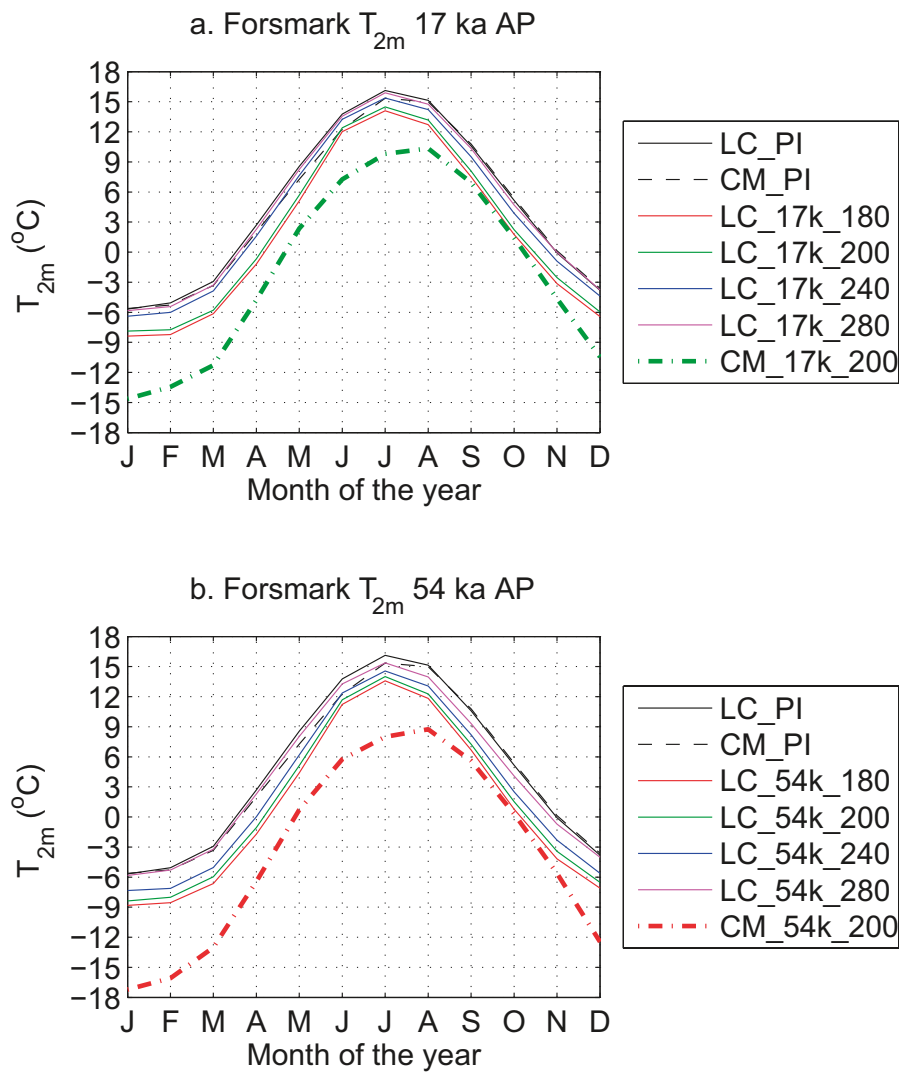 a. Forsmark T2m 17 ka AP
T2m (oC)
18
15
12
9
6
3
0
−3
−6
−9
−12
−15
−18
J F M A M J J A S O N D
Month of the year
LC_PI
CM_PI
LC_17k_180
LC_17k_200
LC_17k_240
LC_17k_280
CM_17k_200
b. Forsmark T2m 54 ka AP
T2m (oC)
18
15
12
9
6
3
0
−3
−6
−9
−12
−15
−18
J F M A M J J A S O N D
Month of the year
LC_PI
CM_PI
LC_54k_180
LC_54k_200
LC_54k_240
LC_54k_280
CM_54k_200